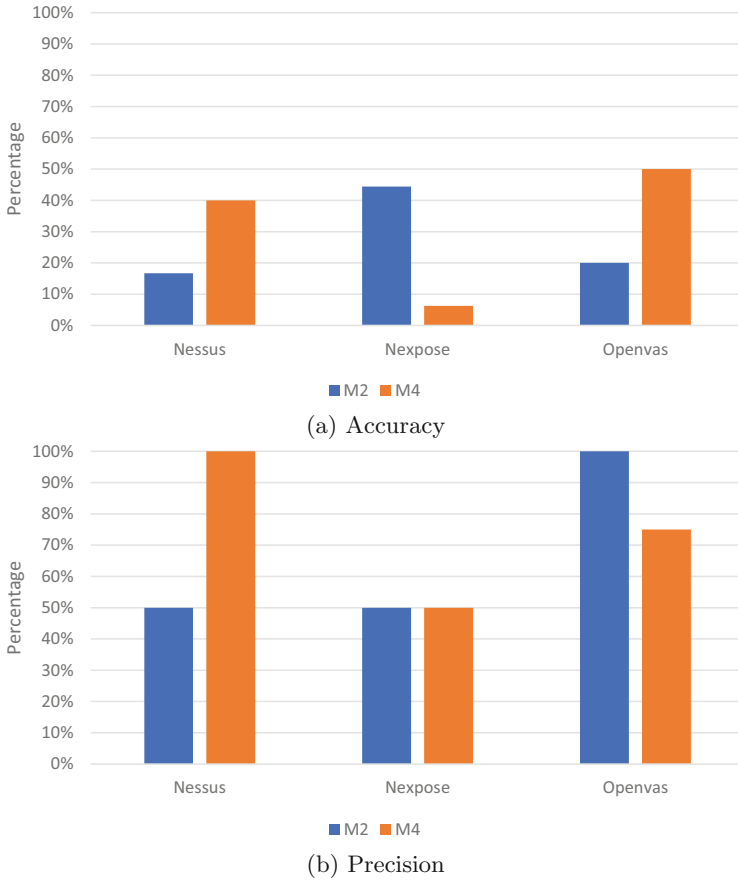 100%
90%
80%
70%
60%
50%
40%
30%
20%
10%
0%
Percentage
Nessus Nexpose Openvas
M2 M4
(a) Accuracy
100%
90%
80%
70%
60%
50%
40%
30%
20%
10%
0%
Percentage
Nessus Nexpose Openvas
M2 M4
(b) Precision